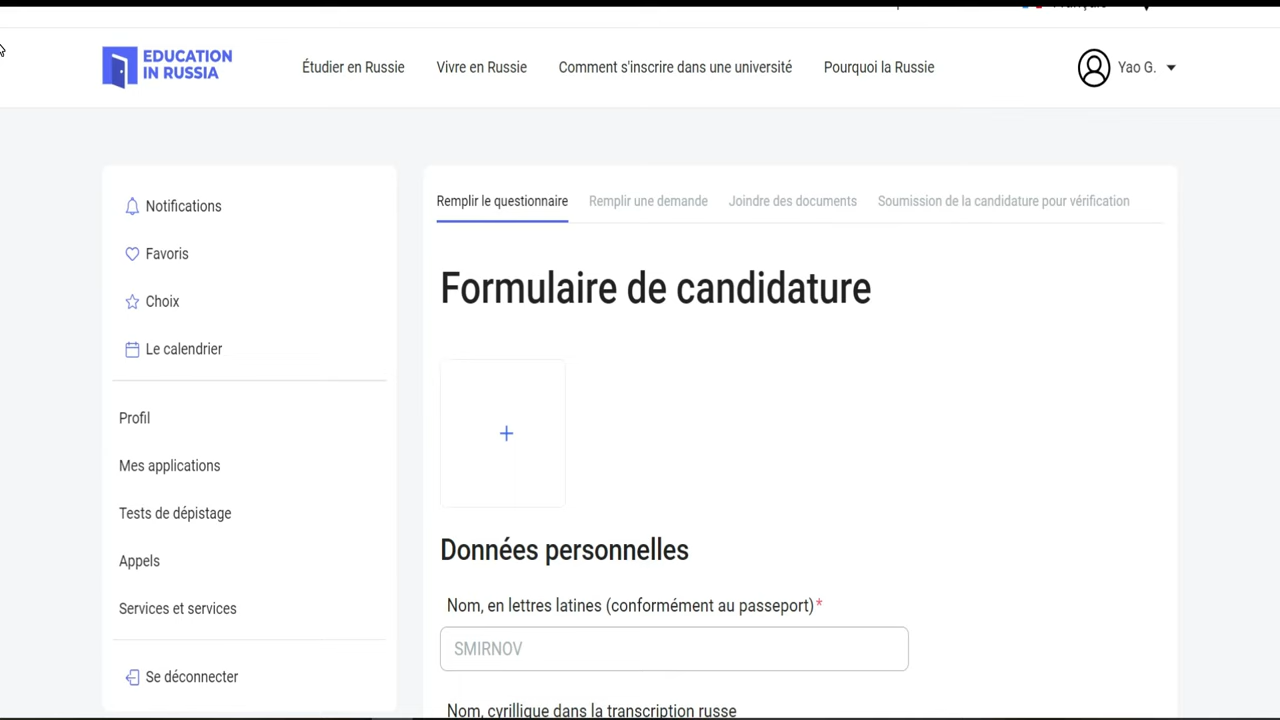 EDUCATION
IN RUSSIA
Étudier en Russie
Vivre en Russie
Comment s'inscrire dans une université
Pourquoi la Russie
Yao G.
Notifications
Favoris
Choix
Le calendrier
Profil
Mes applications
Tests de dépistage
Appels
Services et services
Se déconnecter
Remplir le questionnaire
Remplir une demande
Joindre des documents
Soumission de la candidature pour vérification
Formulaire de candidature
+
Données personnelles
Nom, en lettres latines (conformément au passeport)*
SMIRNOV
Nom, cyrillique dans la transcription russe